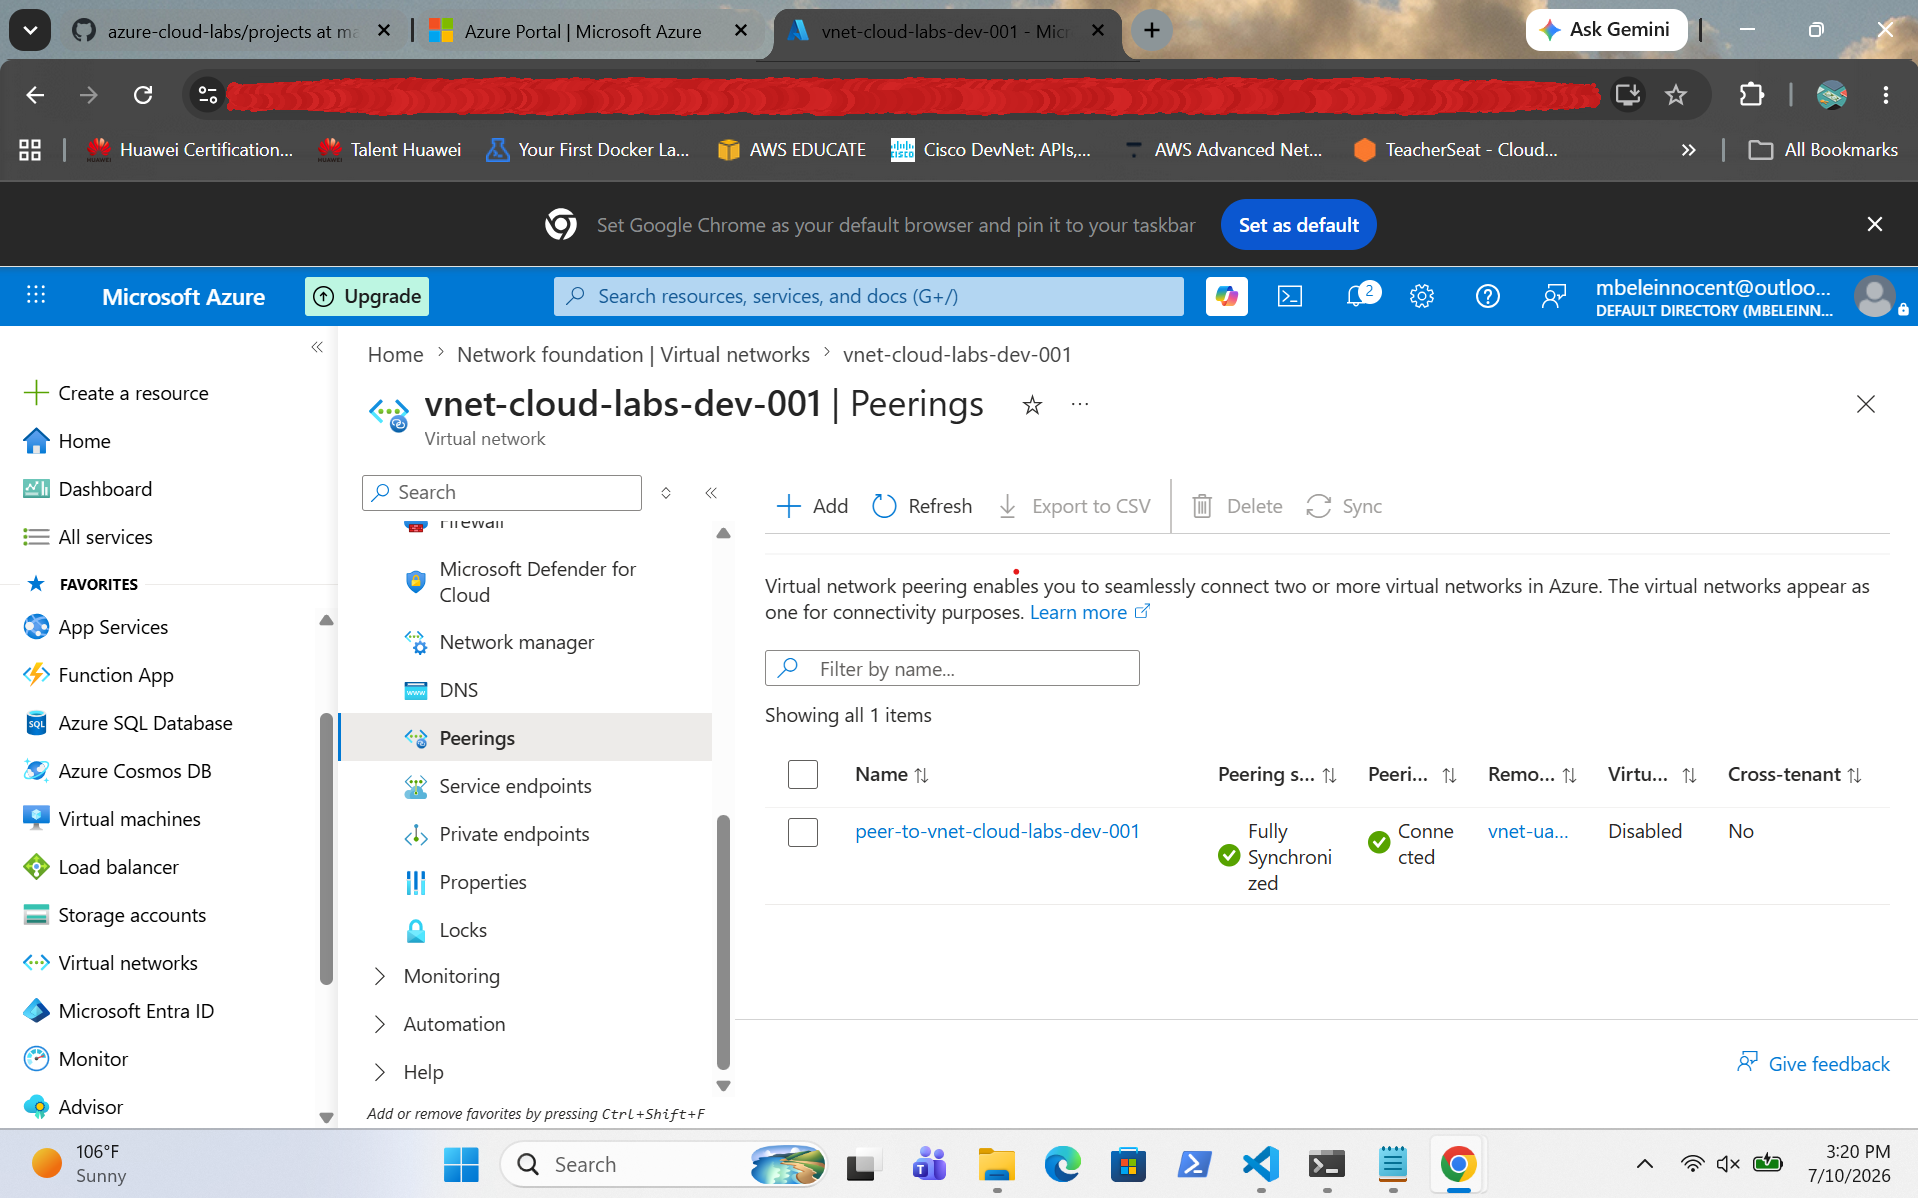 azure-cloud-labs/projects at ma
Azure Portal | Microsoft Azure
vnet-cloud-labs-dev-001 - Micr
Ask Gemini
Huawei Certification...
Talent Huawei
Your First Docker La...
AWS EDUCATE
Cisco DevNet: APIs,...
AWS Advanced Net...
TeacherSeat - Cloud...
All Bookmarks
Set Google Chrome as your default browser and pin it to your taskbar
Set as default
Microsoft Azure
Upgrade
Search resources, services, and docs (G+/)
2
mbeleinnocent@outloo...
DEFAULT DIRECTORY (MBELEINN...
Create a resource
Home
Dashboard
All services
FAVORITES
App Services
Function App
Azure SQL Database
Azure Cosmos DB
Virtual machines
Load balancer
Storage accounts
Virtual networks
Microsoft Entra ID
Monitor
Advisor
Home > Network foundation | Virtual networks > vnet-cloud-labs-dev-001
vnet-cloud-labs-dev-001 | Peerings
...
Virtual network
Search
Firewall
Microsoft Defender for
Cloud
Network manager
DNS
Peerings
Service endpoints
Private endpoints
Properties
Locks
Monitoring
Automation
Help
Add or remove favorites by pressing Ctrl+Shift+F
Add
Refresh
Export to CSV
Delete
Sync
Virtual network peering enables you to seamlessly connect two or more virtual networks in Azure. The virtual networks appear as
one for connectivity purposes. Learn more
Filter by name...
Showing all 1 items
Name
Peering s...
Peeri...
Remo...
Virtu...
Cross-tenant
peer-to-vnet-cloud-labs-dev-001
Fully
Synchroni
zed
Conne
cted
vnet-ua...
Disabled
No
Give feedback
106°F
Sunny
Search
3:20 PM
7/10/2026